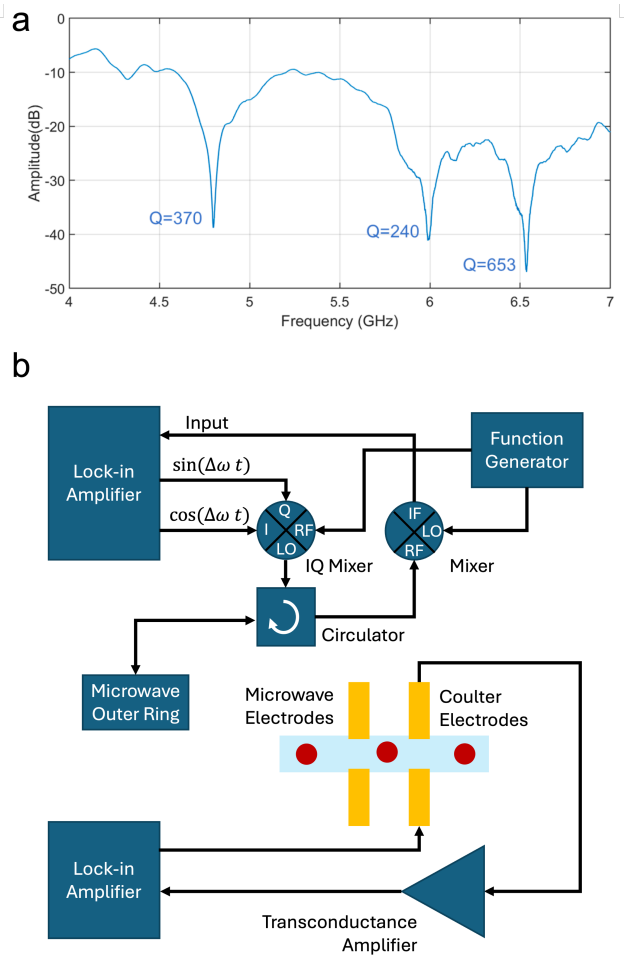 a
0
-10
-20
-30
-40
-50
Amplitude(dB)
Q=370
Q=240
Q=653
4
4.5
5
5.5
6
6.5
7
Frequency (GHz)
b
Lock-in
Amplifier
Input
sin(Δω t)
cos(Δω t)
Function
Generator
Q
I
RF
LO
IQ Mixer
IF
LO
RF
Mixer
Circulator
Microwave
Outer Ring
Microwave
Electrodes
Coulter
Electrodes
Lock-in
Amplifier
Transconductance
Amplifier